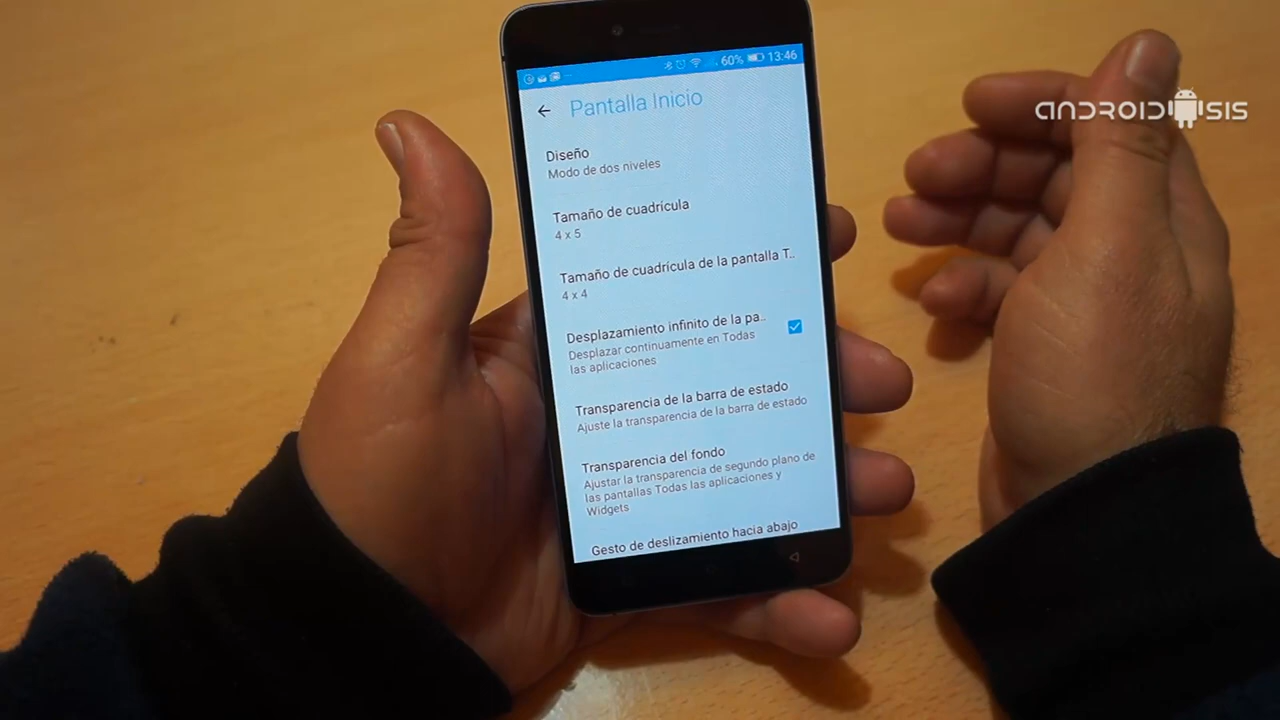 60% 13:46
Pantalla Inicio
ANDROIDSIS
Diseño
Modo de dos niveles
Tamaño de cuadrícula
4 x 5
Tamaño de cuadrícula de la pantalla T..
4 x 4
Desplazamiento infinito de la pa..
Desplazar continuamente en Todas
las aplicaciones
Transparencia de la barra de estado
Ajuste la transparencia de la barra de estado
Transparencia del fondo
Ajustar la transparencia de segundo plano de
las pantallas Todas las aplicaciones y
Widgets
Gesto de deslizamiento hacia abajo